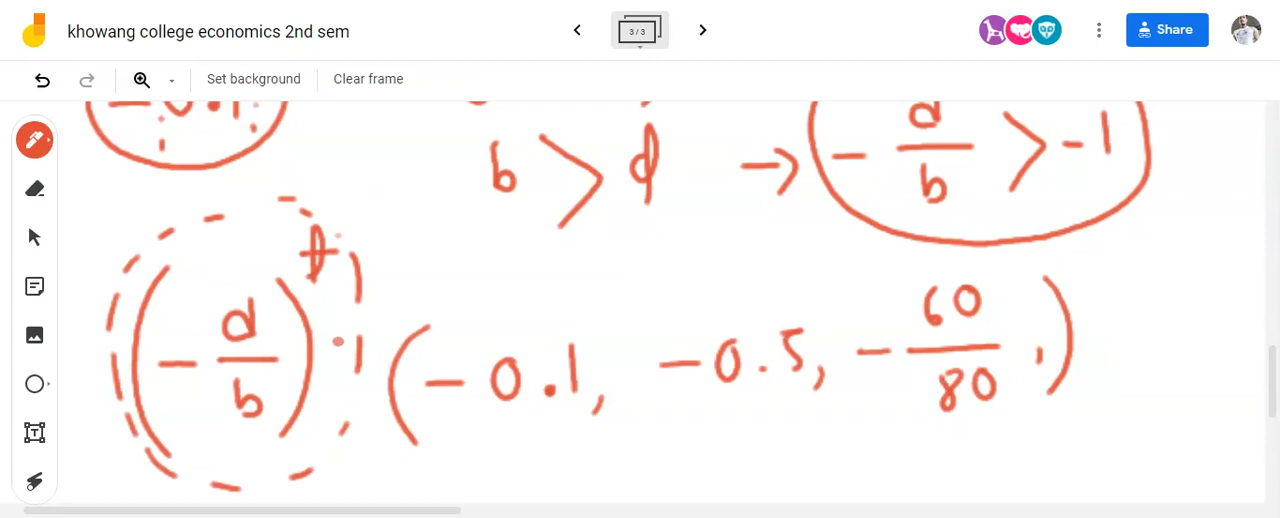 khowang college economics 2nd sem
3 / 3
Share
Set background
Clear frame
- 0.1
b > d → - d/b > -1
(- d/b)^t : (- 0.1, - 0.5, - 60/80, )